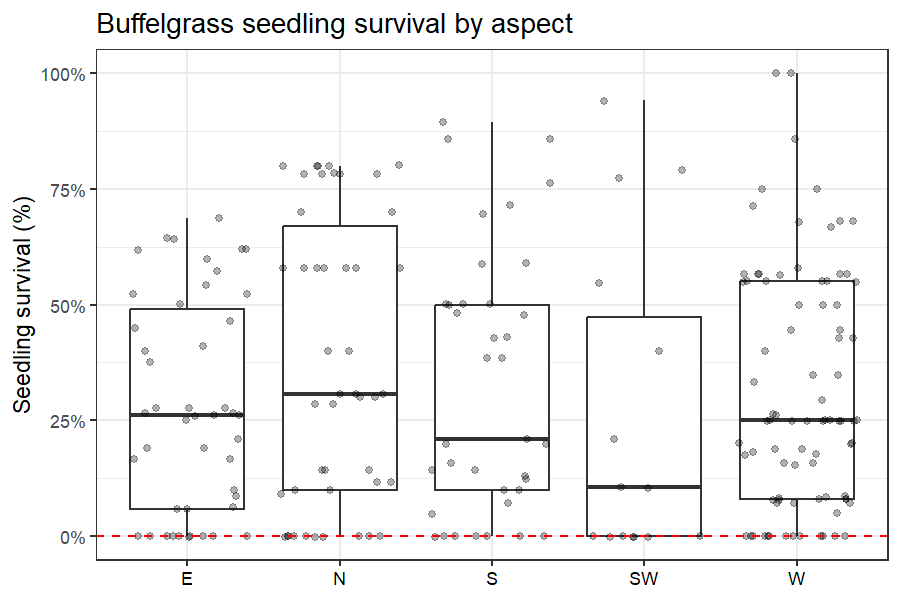 Buffelgrass seedling survival by aspect
Seedling survival (%)
100%
75%
50%
25%
0%
E N S SW W